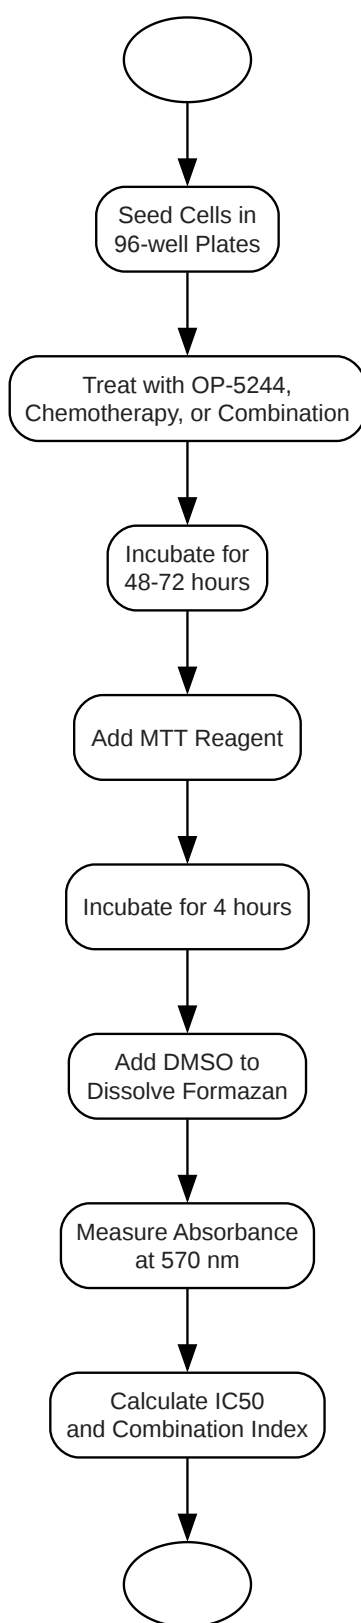 Seed Cells in
96-well Plates
Treat with OP-5244,
Chemotherapy, or Combination
Incubate for
48-72 hours
Add MTT Reagent
Incubate for 4 hours
Add DMSO to
Dissolve Formazan
Measure Absorbance
at 570 nm
Calculate IC50
and Combination Index